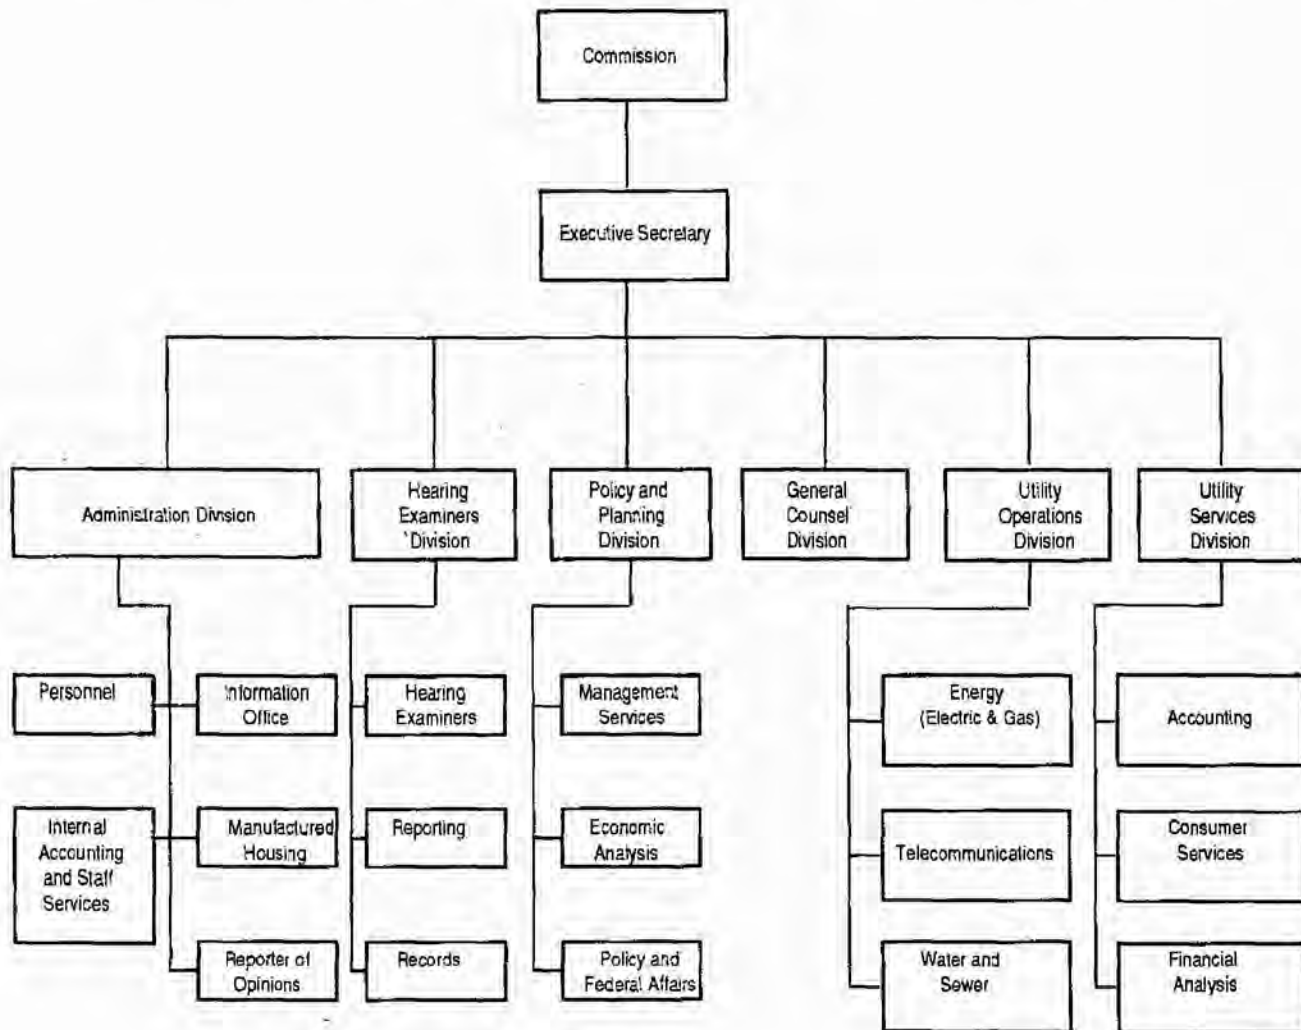 Commission
Executive Secretary
Administration Division
Hearing
Examiners
Division
Policy and
Planning
Division
General
Counsel
Division
Utility
Operations
Division
Utility
Services
Division
Personnel
Information
Office
Hearing
Examiners
Management
Services
Energy
(Electric & Gas)
Accounting
Internal
Accounting
and Staff
Services
Manufactured
Housing
Reporting
Economic
Analysis
Telecommunications
Consumer
Services
Reporter of
Opinions
Records
Policy and
Federal Affairs
Water and
Sewer
Financial
Analysis